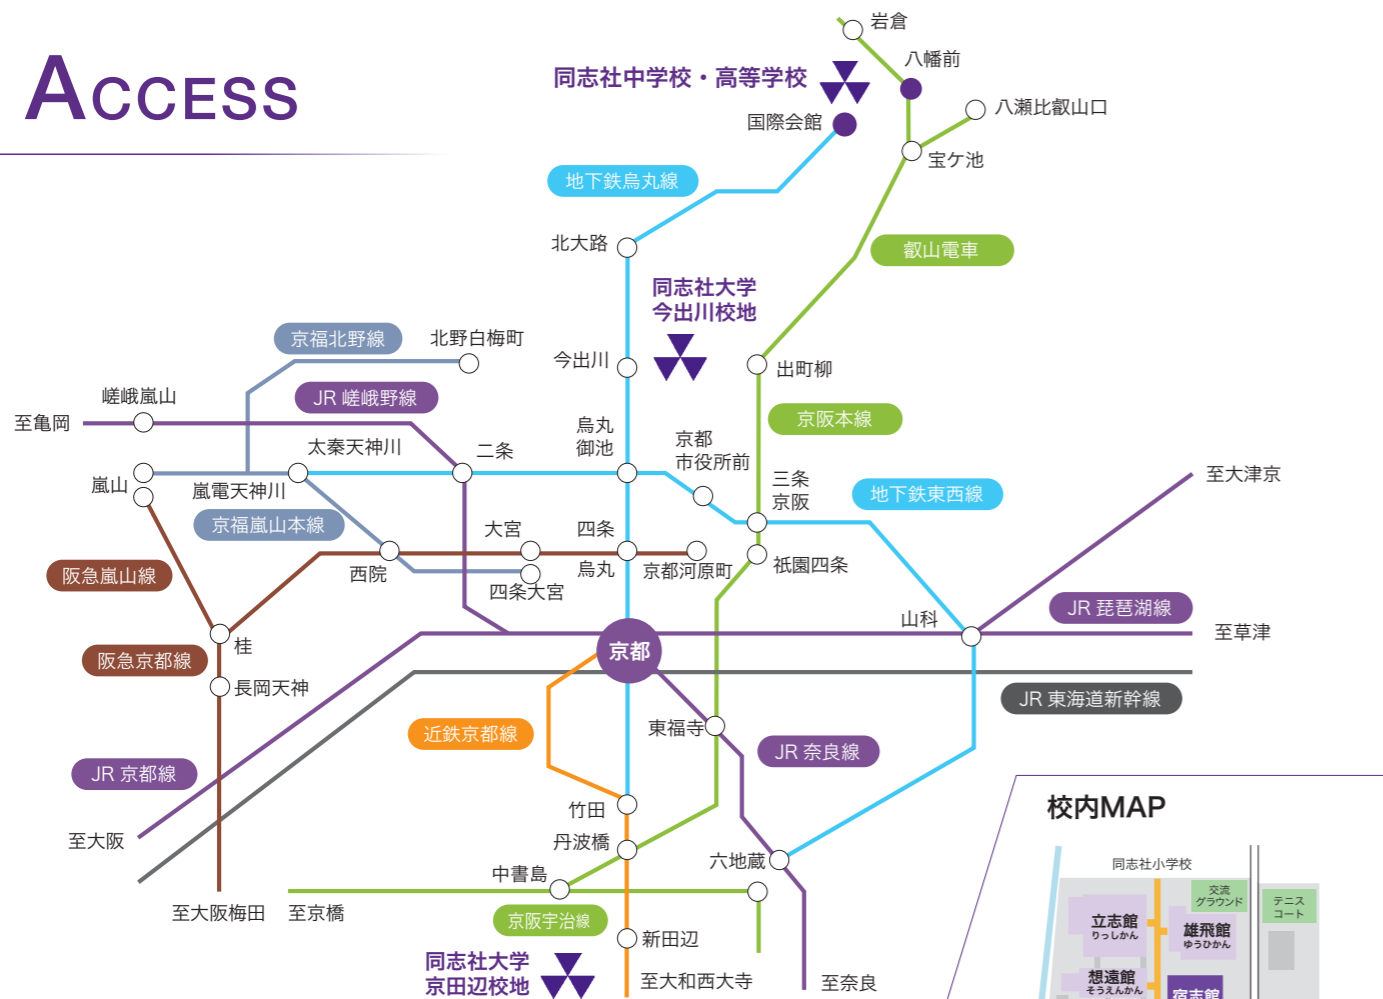 ACCESS
岩倉
八幡前
同志社中学校・高等学校
国際会館
八瀬比叡山口
宝ケ池
地下鉄烏丸線
北大路
叡山電車
同志社大学
今出川校地
京福北野線
北野白梅町
今出川
出町柳
嵯峨嵐山
JR 嵯峨野線
至亀岡
京阪本線
太秦天神川
二条
烏丸
御池
京都
市役所前
三条
京阪
至大津京
嵐山
嵐電天神川
地下鉄東西線
京福嵐山本線
大宮
四条
阪急嵐山線
西院
四条大宮
烏丸
京都河原町
祇園四条
JR 琵琶湖線
山科
至草津
桂
京都
阪急京都線
長岡天神
JR 東海道新幹線
近鉄京都線
東福寺
JR 奈良線
JR 京都線
至大阪
竹田
丹波橋
六地蔵
中書島
至大阪梅田
至京橋
京阪宇治線
新田辺
同志社大学
京田辺校地
至大和西大寺
至奈良
校内MAP
同志社小学校
交流
グラウンド
テニス
コート
立志館
りっしかん
雄飛館
ゆうひかん
想遠館
そうえんかん
宿志館